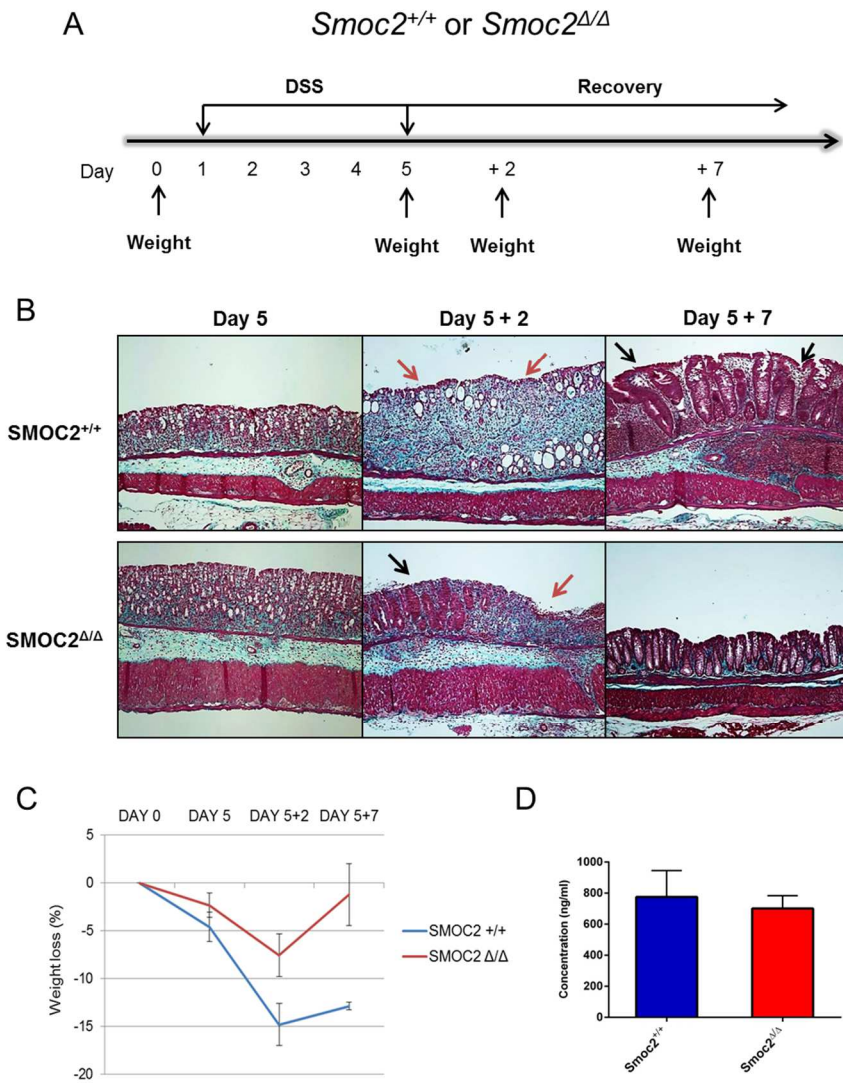 A
Smoc2+/+ or SmocΔ/Δ
DSS
Recovery
Day 0 1 2 3 4 5 + 2 + 7
Weight Weight Weight Weight
B
Day 5 Day 5 + 2 Day 5 + 7
SMOC2+/+
SMOC2Δ/Δ
C
DAY 0 DAY 5 DAY 5+2 DAY 5+7
5
0
-5
-10
-15
-20
Weight loss (%)
SMOC2 +/+
SMOC2 Δ/Δ
D
1000
800
600
400
200
0
Concentration (ng/ml)
Smoc2+/+
Smoc2Δ/Δ